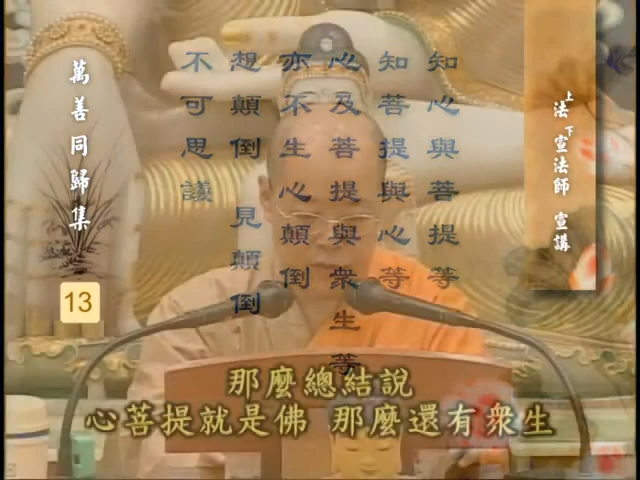 知心與菩提等
知菩提與心等
心及菩提與衆生等
亦不生心顛倒
想顛倒 見顛倒
不可思議
上法下宣法師 宣講
萬善同歸集
13
那麼總結說
心菩提就是佛 那麼還有衆生